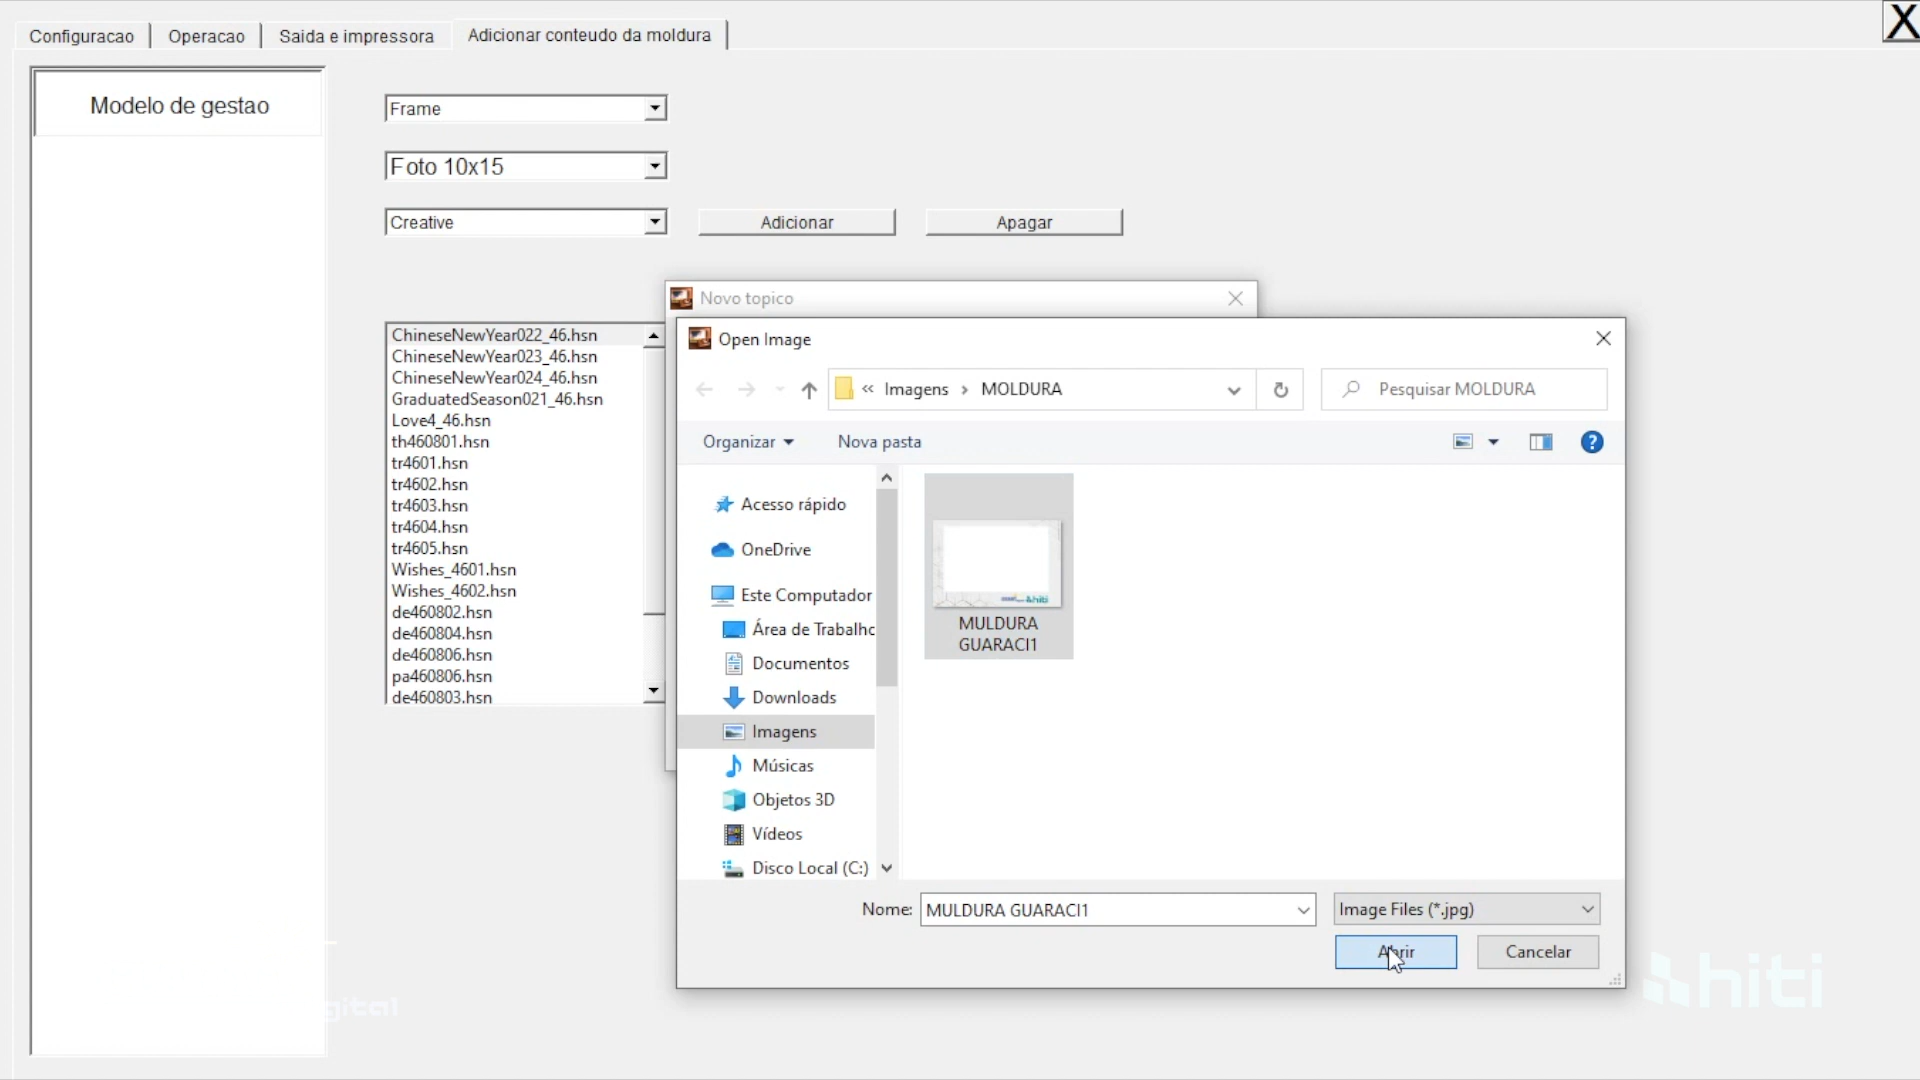 Configuracao
Operacao
Saida e impressora
Adicionar conteudo da moldura
X
Modelo de gestao
Frame
Foto 10x15
Creative
Adicionar
Apagar
ChineseNewYear022_46.hsn
ChineseNewYear023_46.hsn
ChineseNewYear024_46.hsn
GraduatedSeason021_46.hsn
Love4_46.hsn
th460801.hsn
tr4601.hsn
tr4602.hsn
tr4603.hsn
tr4604.hsn
tr4605.hsn
Wishes_4601.hsn
Wishes_4602.hsn
de460802.hsn
de460804.hsn
de460806.hsn
pa460806.hsn
de460803.hsn
Novo topico
Open Image
« Imagens › MOLDURA
Pesquisar MOLDURA
Organizar
Nova pasta
Acesso rápido
OneDrive
Este Computador
Área de Trabalho
Documentos
Downloads
Imagens
Músicas
Objetos 3D
Vídeos
Disco Local (C:)
hiti
MULDURA
GUARACI1
Nome:
MULDURA GUARACI1
Image Files (*.jpg)
Abrir
Cancelar
hiti